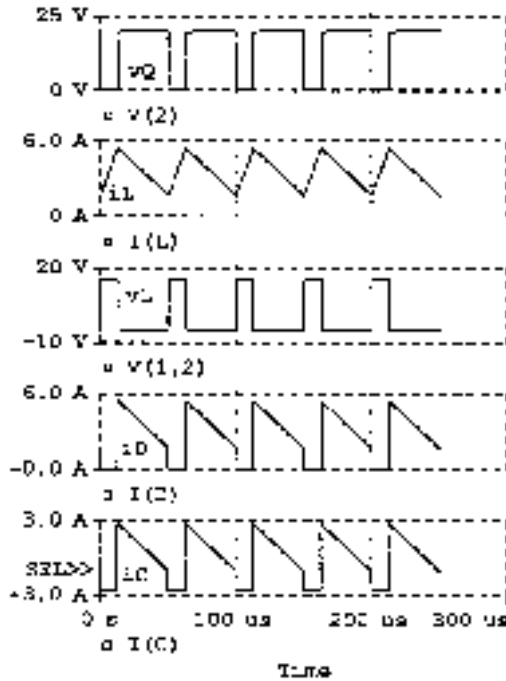 25 V
vQ
0 V
V(2)
6.0 A
iL
0 A
I(L)
20 V
vL
-10 V
V(1,2)
6.0 A
iD
-0.0 A
3.0 A
SEL>>
iC
-3.0 A
0 s 100 us 200 us 300 us
I(C)
Time